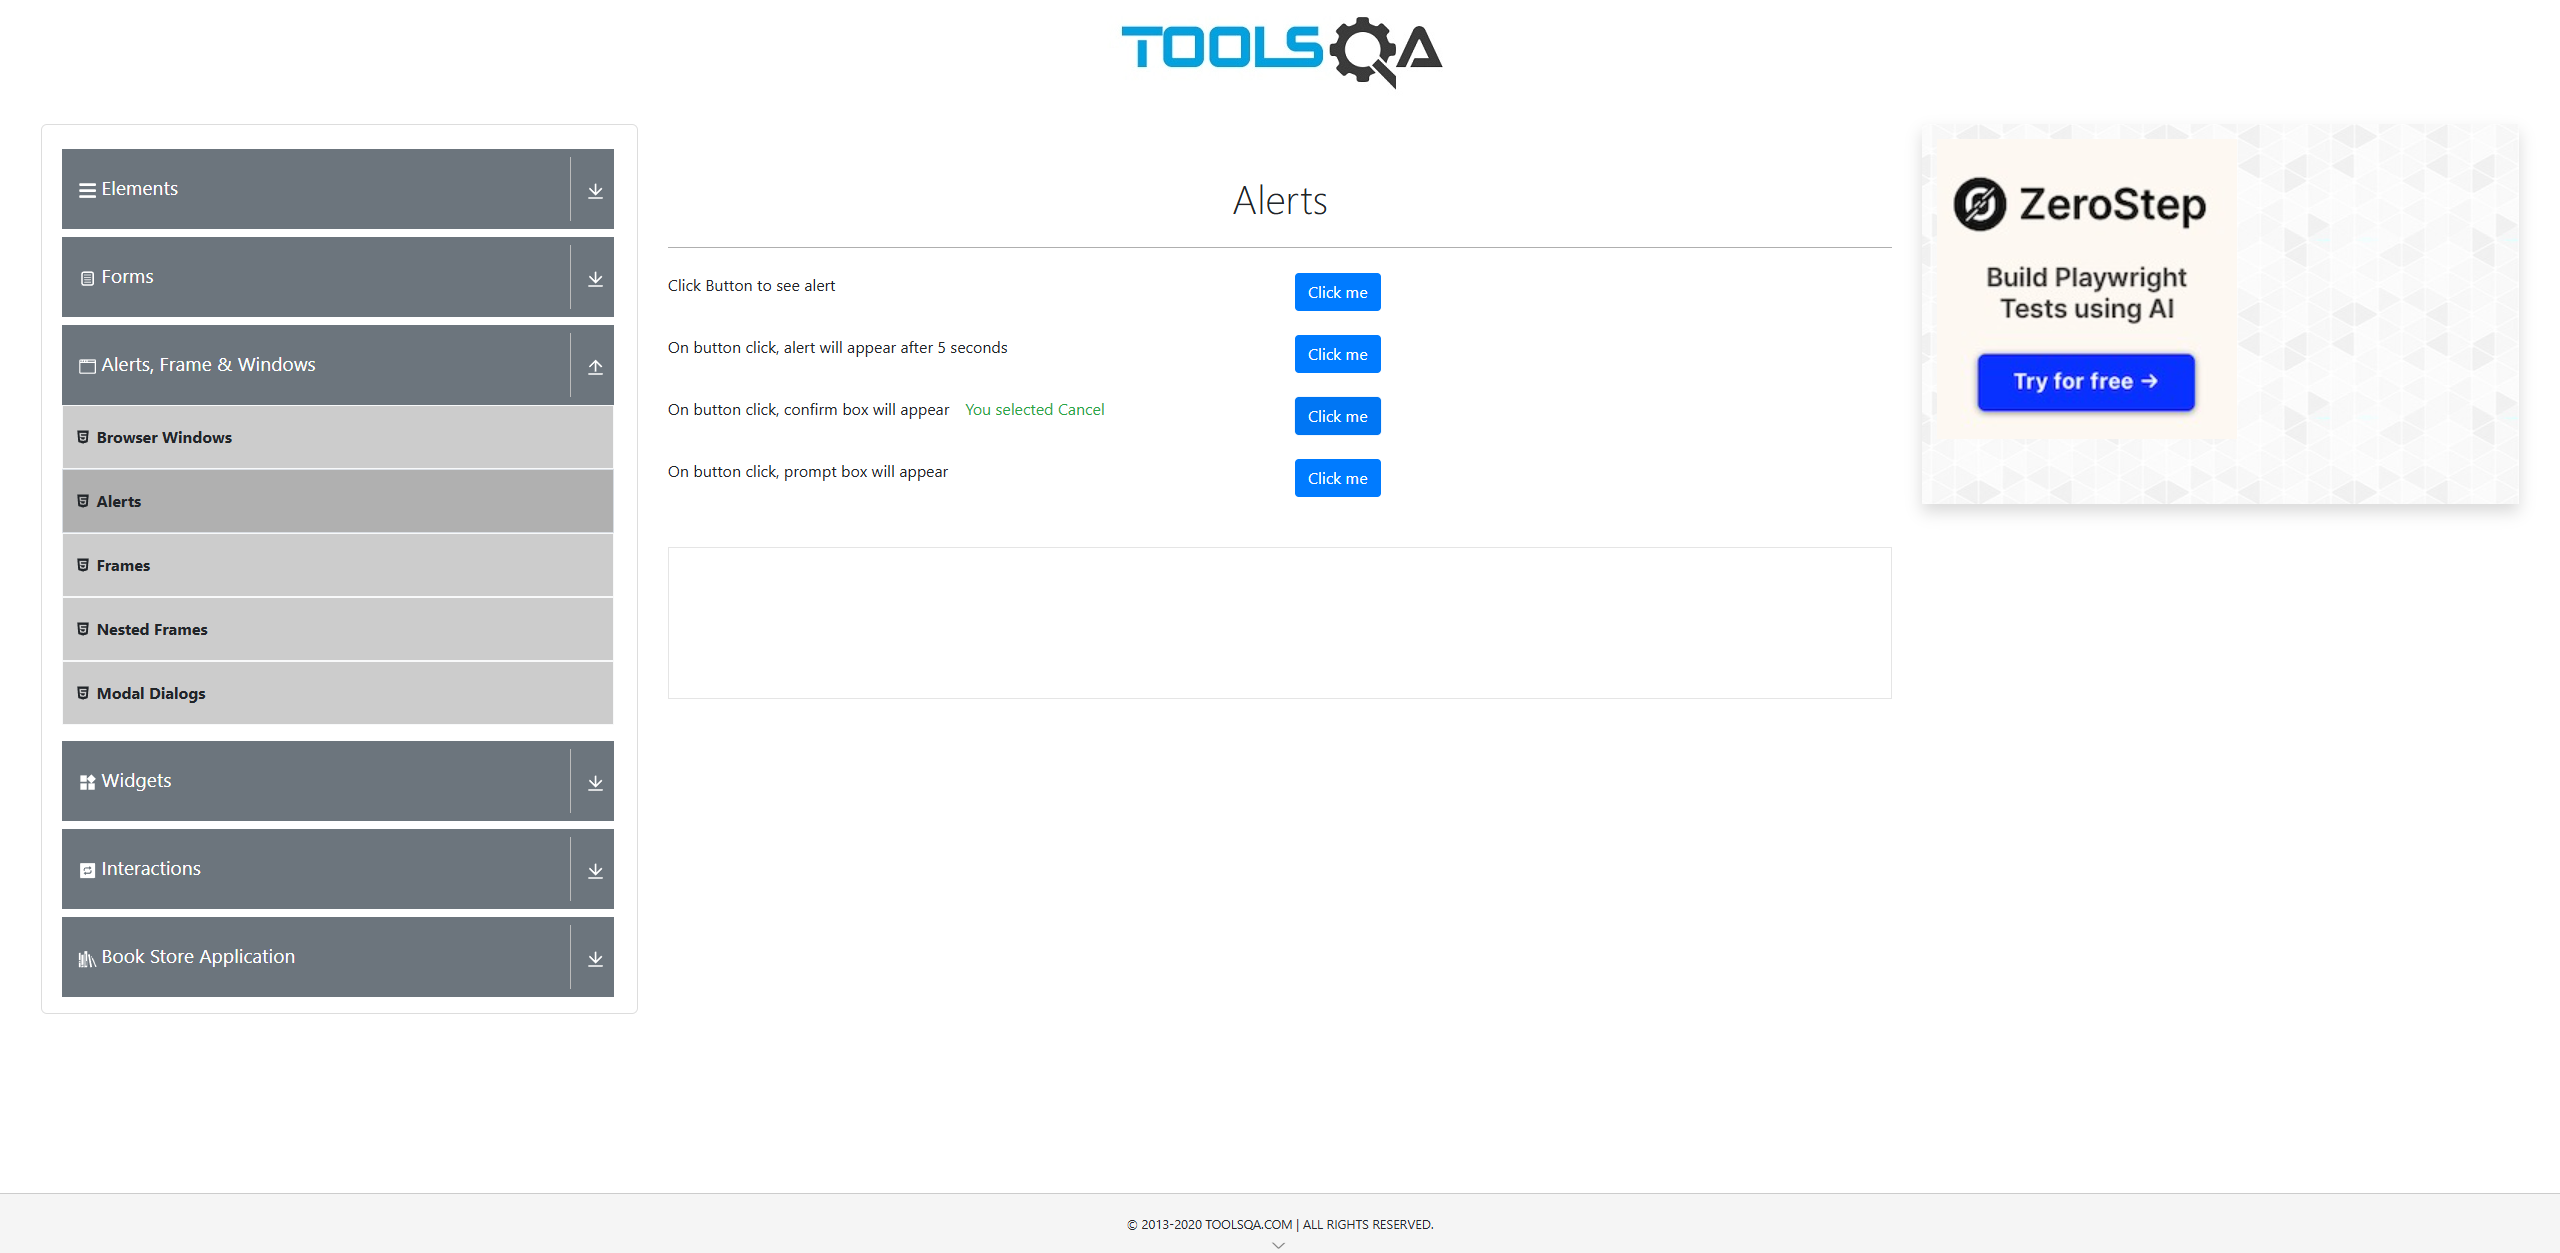 TOOLSQA
Elements
Forms
Alerts, Frame & Windows
Browser Windows
Alerts
Frames
Nested Frames
Modal Dialogs
Widgets
Interactions
Book Store Application
Alerts
Click Button to see alert
Click me
On button click, alert will appear after 5 seconds
Click me
On button click, confirm box will appear You selected Cancel
Click me
On button click, prompt box will appear
Click me
ZeroStep
Build Playwright
Tests using AI
Try for free →
© 2013-2020 TOOLSQA.COM | ALL RIGHTS RESERVED.